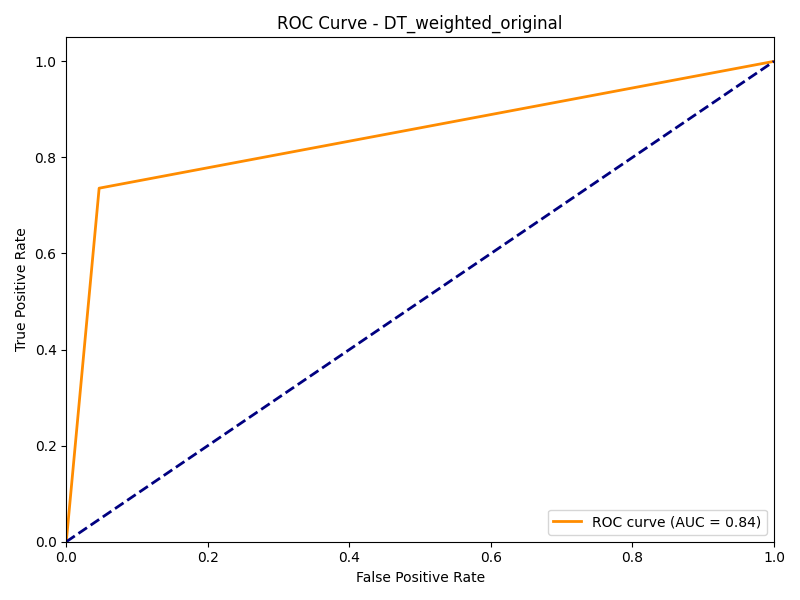 ROC Curve - DT_weighted_original
True Positive Rate
1.0
0.8
0.6
0.4
0.2
0.0
0.0 0.2 0.4 0.6 0.8 1.0
False Positive Rate
ROC curve (AUC = 0.84)